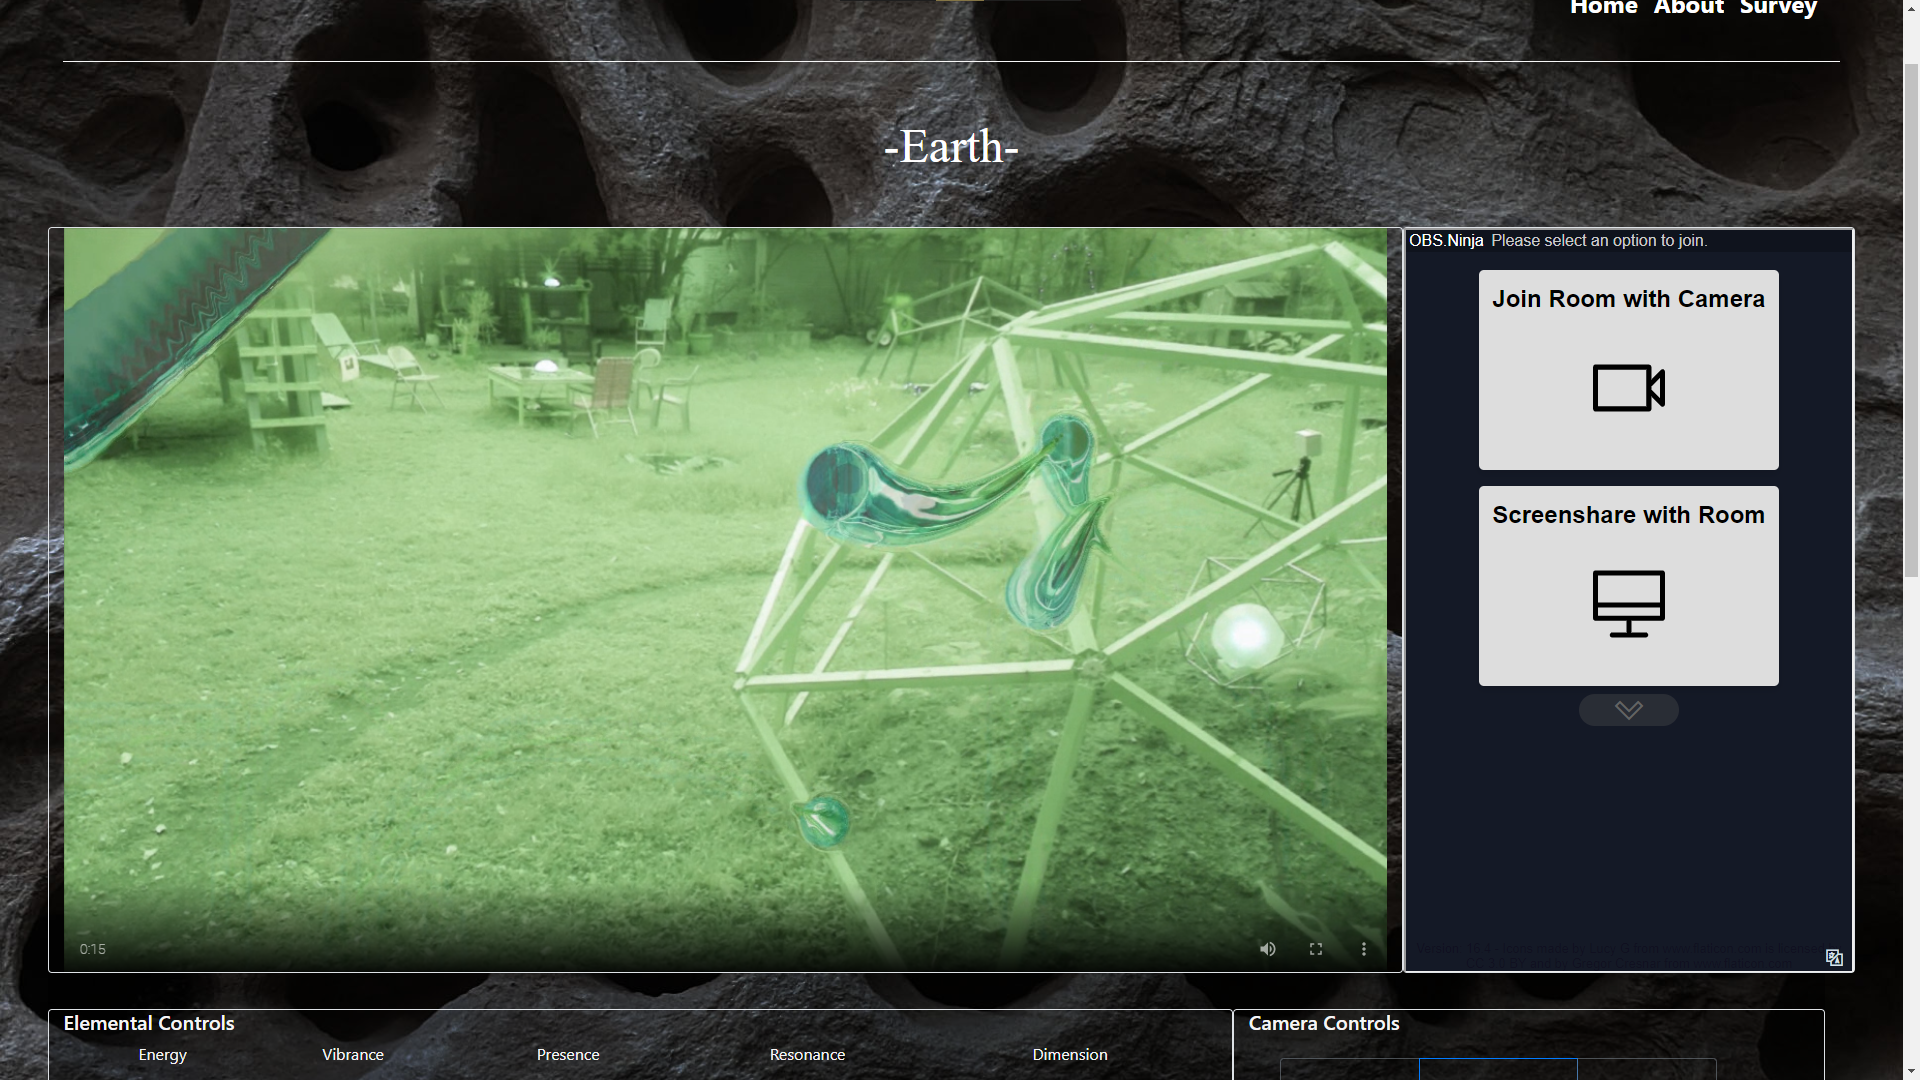 Home About Survey
-Earth-
OBS.Ninja Please select an option to join.
Join Room with Camera
Screenshare with Room
0:15
Elemental Controls
Energy Vibrance Presence Resonance Dimension
Camera Controls